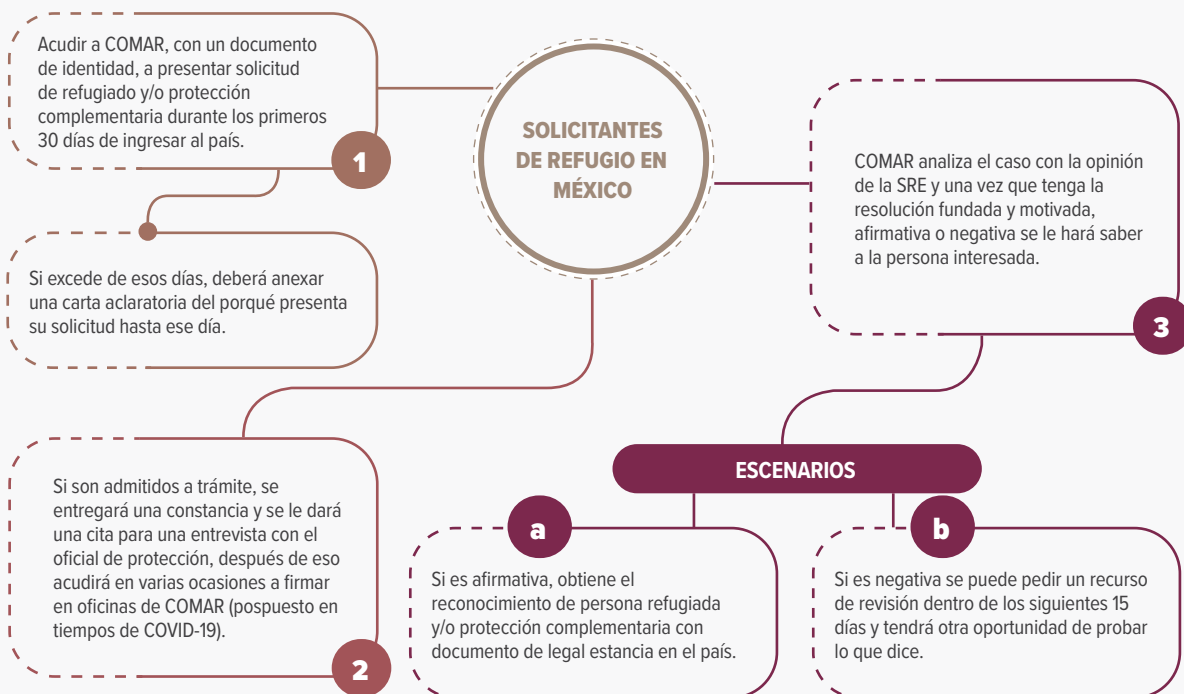 Acudir a COMAR, con un documento
de identidad, a presentar solicitud
de refugiado y/o protección
complementaria durante los primeros
30 días de ingresar al país.
1
Si excede de esos días, deberá anexar
una carta aclaratoria del porqué presenta
su solicitud hasta ese día.
SOLICITANTES
DE REFUGIO EN
MÉXICO
Si son admitidos a trámite, se
entregará una constancia y se le dará
una cita para una entrevista con el
oficial de protección, después de eso
acudirá en varias ocasiones a firmar
en oficinas de COMAR (pospuesto en
tiempos de COVID-19).
2
COMAR analiza el caso con la opinión
de la SRE y una vez que tenga la
resolución fundada y motivada,
afirmativa o negativa se le hará saber
a la persona interesada.
3
ESCENARIOS
a
Si es afirmativa, obtiene el
reconocimiento de persona refugiada
y/o protección complementaria con
documento de legal estancia en el país.
b
Si es negativa se puede pedir un recurso
de revisión dentro de los siguientes 15
días y tendrá otra oportunidad de probar
lo que dice.